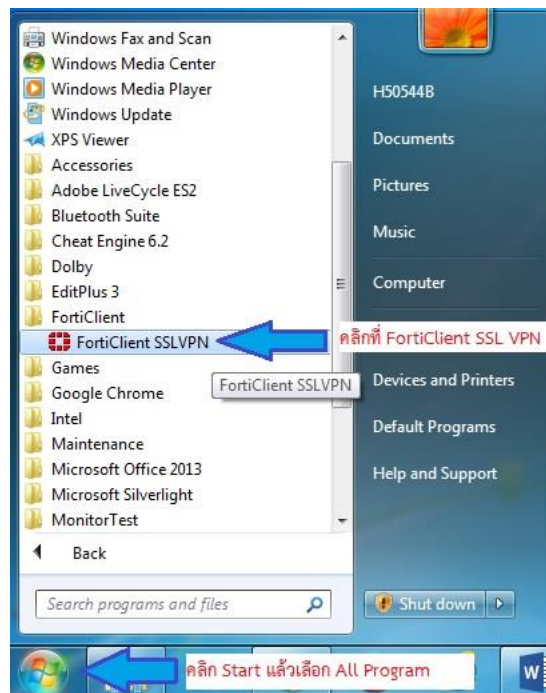 Windows Fax and Scan
Windows Media Center
Windows Media Player
Windows Update
XPS Viewer
Accessories
Adobe LiveCycle ES2
Bluetooth Suite
Cheat Engine 6.2
Dolby
EditPlus 3
FortiClient
FortiClient SSLVPN
Games
Google Chrome
Intel
Maintenance
Microsoft Office 2013
Microsoft Silverlight
MonitorTest
Back
Search programs and files
FortiClient SSLVPN
H50544B
Documents
Pictures
Music
Computer
คลิกที่ FortiClient SSL VPN
Devices and Printers
Default Programs
Help and Support
Shut down
คลิก Start แล้วเลือก All Program
W